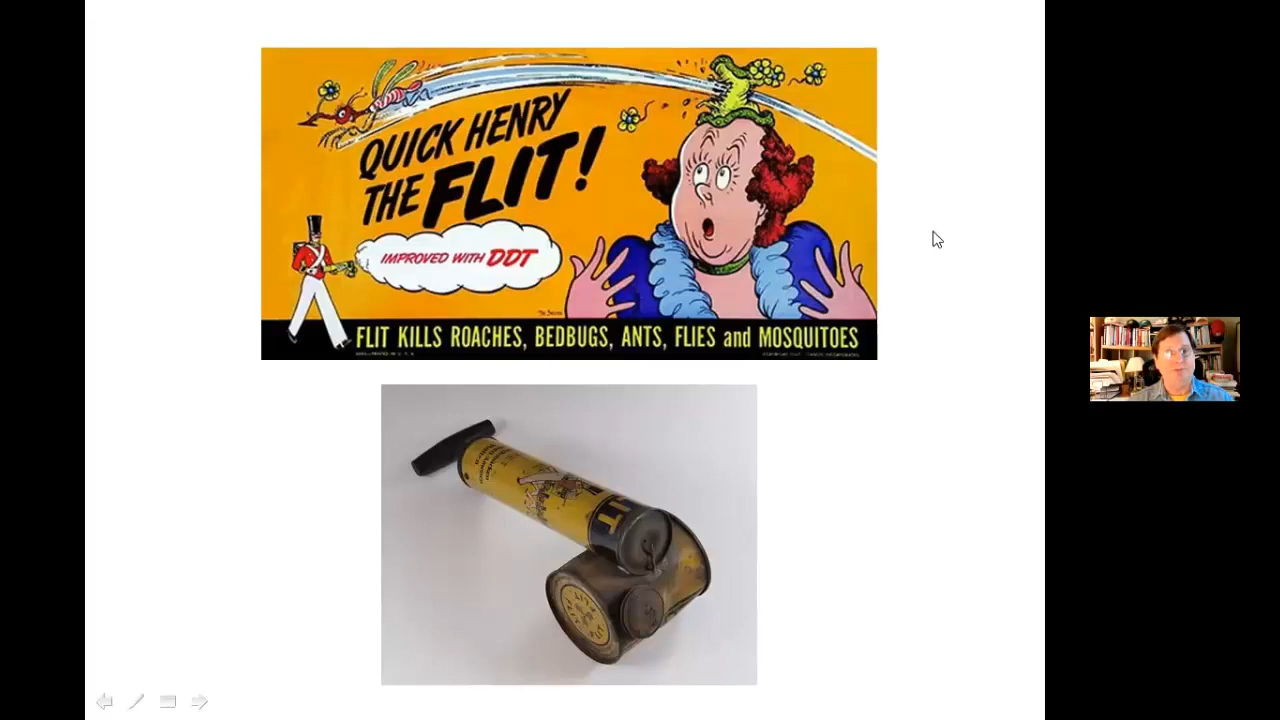 QUICK HENRY
THE FLIT!
IMPROVED WITH DDT
FLIT KILLS ROACHES, BEDBUGS, ANTS, FLIES and MOSQUITOES